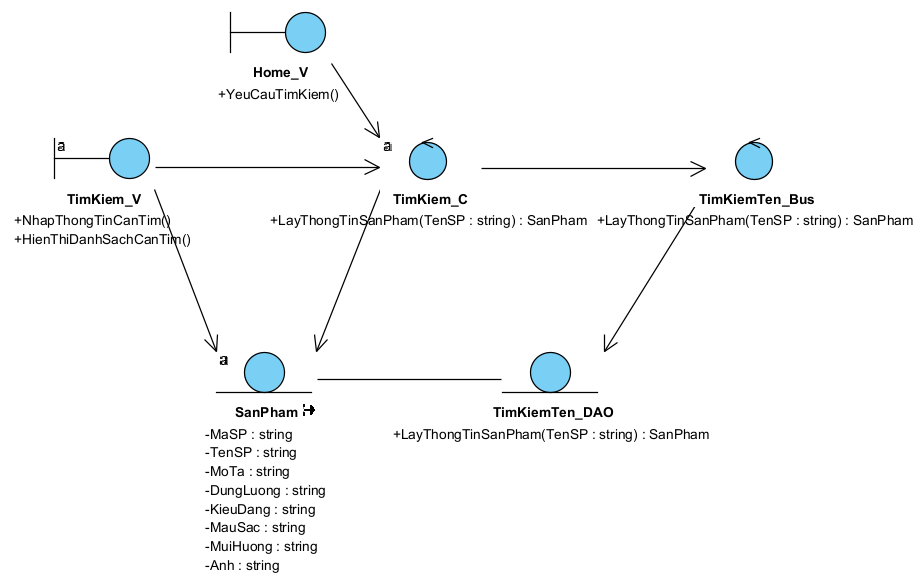 Home_V
+YeuCauTimKiem()
a
TimKiem_V
+NhapThongTinCanTim()
+HienThiDanhSachCanTim()
a
TimKiem_C
+LayThongTinSanPham(TenSP : string) : SanPham
TimKiemTen_Bus
+LayThongTinSanPham(TenSP : string) : SanPham
a
SanPham
-MaSP : string
-TenSP : string
-MoTa : string
-DungLuong : string
-KieuDang : string
-MauSac : string
-MuiHuong : string
-Anh : string
TimKiemTen_DAO
+LayThongTinSanPham(TenSP : string) : SanPham